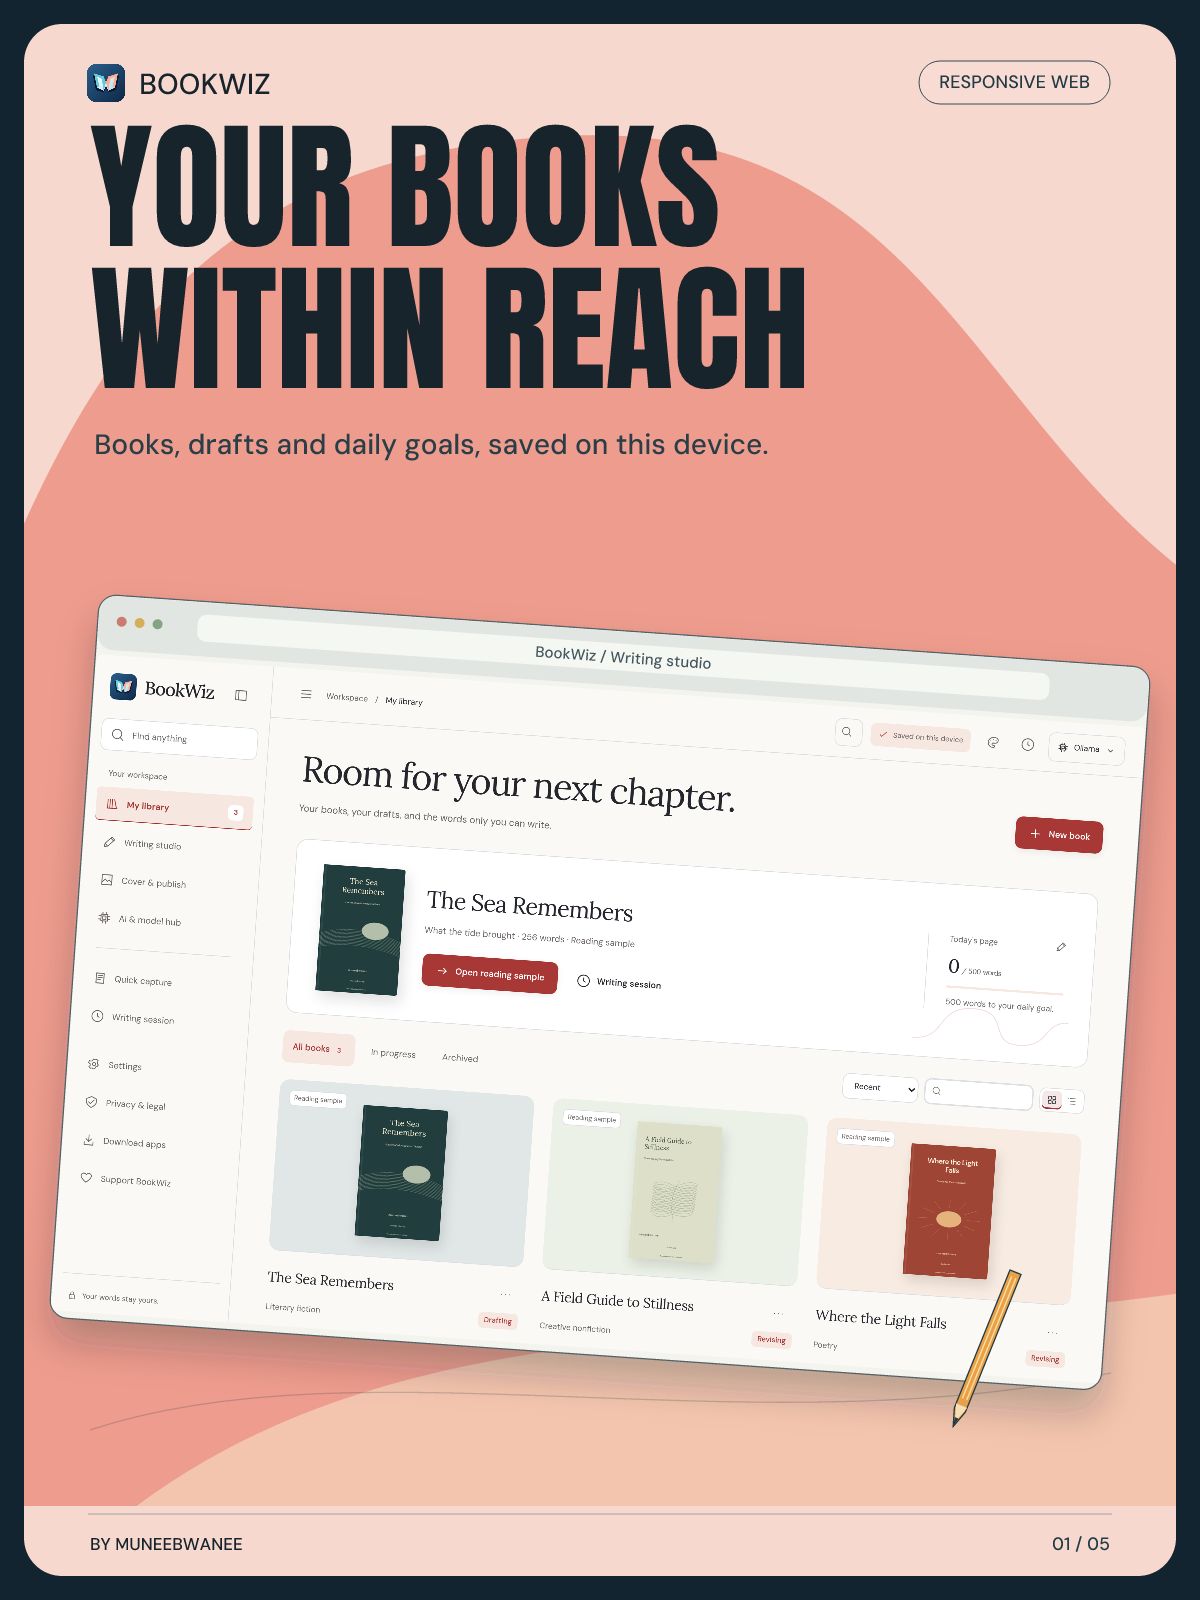 BOOKWIZ
RESPONSIVE WEB
YOUR BOOKS
WITHIN REACH
Books, drafts and daily goals, saved on this device.
BookWiz / Writing studio
BookWiz
Find anything
Your workspace
My library 3
Writing studio
Cover & publish
AI & model hub
Quick capture
Writing session
Settings
Privacy & legal
Download apps
Support BookWiz
Your words stay yours.
Workspace / My library
Saved on this device
Ollama
Room for your next chapter.
Your books, your drafts, and the words only you can write.
New book
The Sea
Remembers
The Sea Remembers
What the tide brought · 256 words · Reading sample
Open reading sample
Writing session
Today's page
0 / 500 words
500 words to your daily goal.
All books 3
In progress
Archived
Recent
Reading sample
The Sea
Remembers
The Sea Remembers
...
Literary fiction
Drafting
Reading sample
A Field Guide to
Stillness
A Field Guide to Stillness
...
Creative nonfiction
Revising
Reading sample
Where the Light
Falls
Where the Light Falls
...
Poetry
Revising
BY MUNEEBWANEE
01 / 05